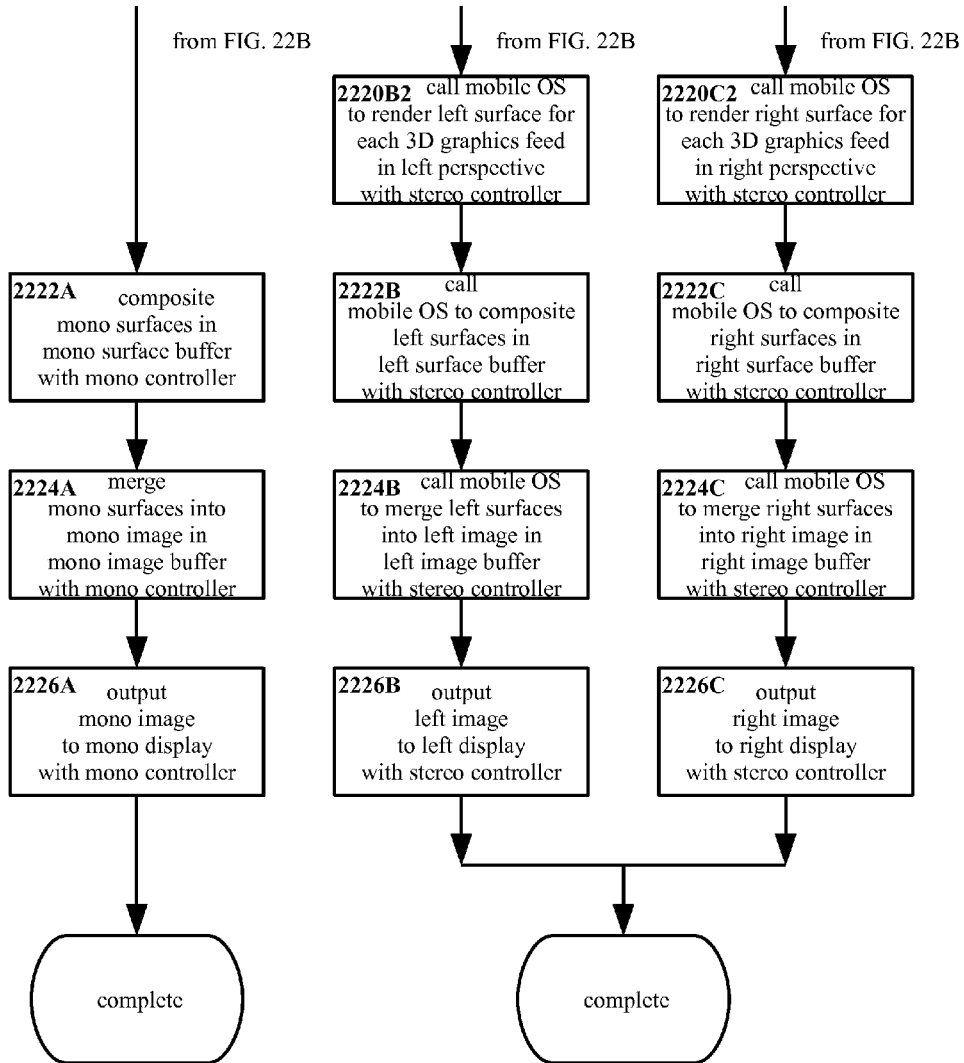 from FIG. 22B
from FIG. 22B
from FIG. 22B
2220B2 call mobile OS
to render left surface for
each 3D graphics feed
in left perspective
with stereo controller
2220C2 call mobile OS
to render right surface for
each 3D graphics feed
in right perspective
with stereo controller
2222A composite
mono surfaces in
mono surface buffer
with mono controller
2222B call
mobile OS to composite
left surfaces in
left surface buffer
with stereo controller
2222C call
mobile OS to composite
right surfaces in
right surface buffer
with stereo controller
2224A merge
mono surfaces into
mono image in
mono image buffer
with mono controller
2224B call mobile OS
to merge left surfaces
into left image in
left image buffer
with stereo controller
2224C call mobile OS
to merge right surfaces
into right image in
right image buffer
with stereo controller
2226A output
mono image
to mono display
with mono controller
2226B output
left image
to left display
with stereo controller
2226C output
right image
to right display
with stereo controller
complete
complete